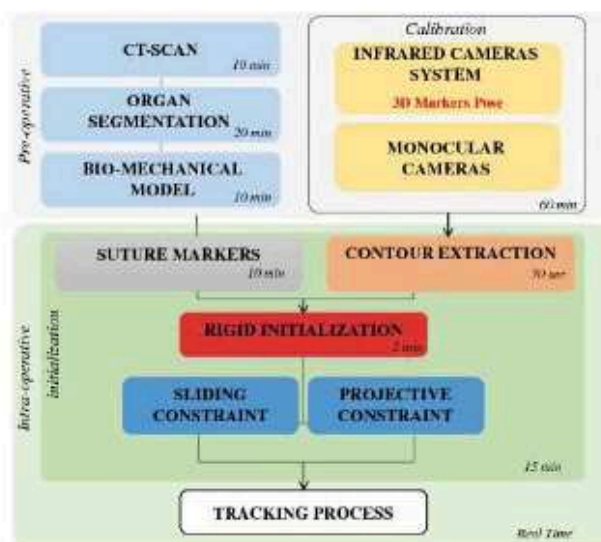 Pre-operative
CT-SCAN
10 min
ORGAN
SEGMENTATION
20 min
BIO-MECHANICAL
MODEL
10 min
Calibration
INFRARED CAMERAS
SYSTEM
3D Markers Pose
MONOCULAR
CAMERAS
60 min
Intra-operative
initialization
SUTURE MARKERS
10 min
CONTOUR EXTRACTION
RIGID INITIALIZATION
2 min
SLIDING
CONSTRAINT
PROJECTIVE
CONSTRAINT
15 min
TRACKING PROCESS
Real Time